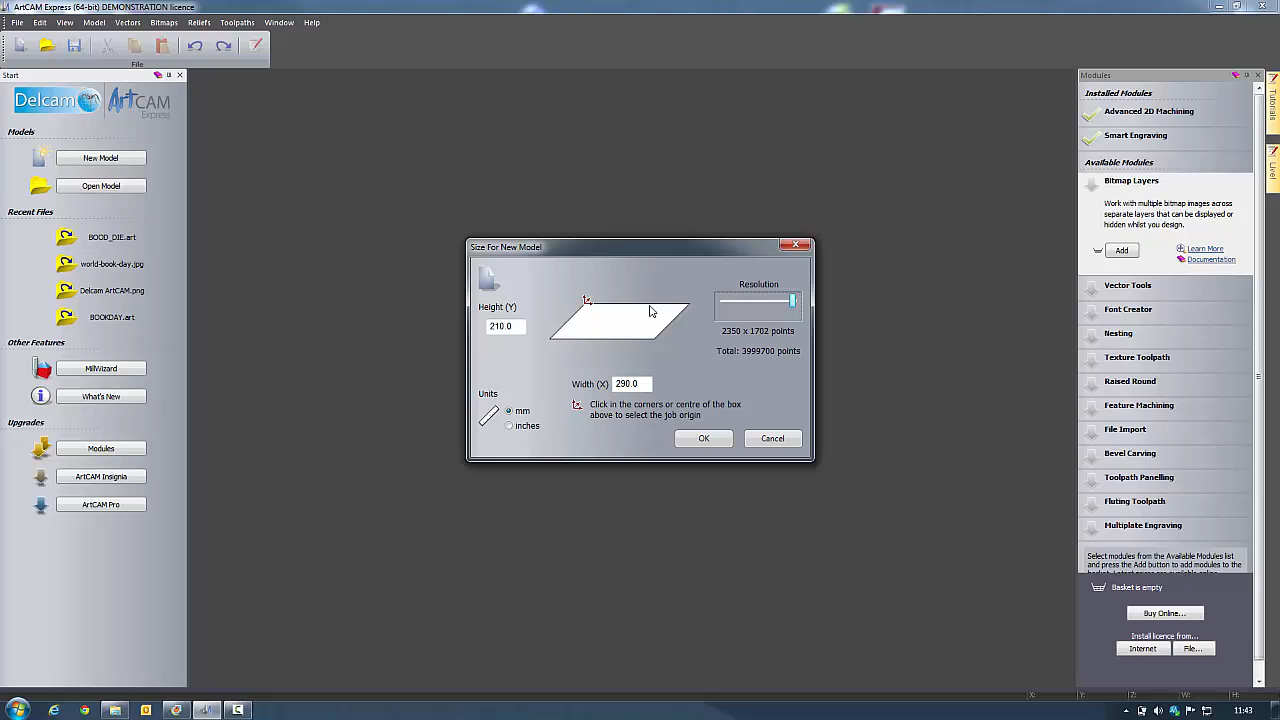 ArtCAM Express (64-bit) DEMONSTRATION licence
File Edit View Model Vectors Bitmaps Reliefs Toolpaths Window Help
File
Start
Delcam ArtCAM Express
Models
New Model
Open Model
Recent Files
BOOD_DIE.art
world-book-day.jpg
Delcam ArtCAM.png
BOOKDAY.art
Other Features
MillWizard
What's New
Upgrades
Modules
ArtCAM Insignia
ArtCAM Pro
Size For New Model
Height (Y)
210.0
Resolution
2350 x 1702 points
Total: 3999700 points
Width (X) 290.0
Units
mm
inches
Click in the corners or centre of the box
above to select the job origin
OK
Cancel
Modules
Installed Modules
Advanced 2D Machining
Smart Engraving
Available Modules
Bitmap Layers
Work with multiple bitmap images across
separate layers that can be displayed or
hidden whilst you design.
Add
Learn More
Documentation
Vector Tools
Font Creator
Nesting
Texture Toolpath
Raised Round
Feature Machining
File Import
Bevel Carving
Toolpath Panelling
Fluting Toolpath
Multiplate Engraving
Select modules from the Available Modules list
and press the Add button to add modules to the
Basket is empty
Buy Online...
Install licence from...
Internet
File...
Tutorials
Live!
X: Y: Z: W: H:
11:43